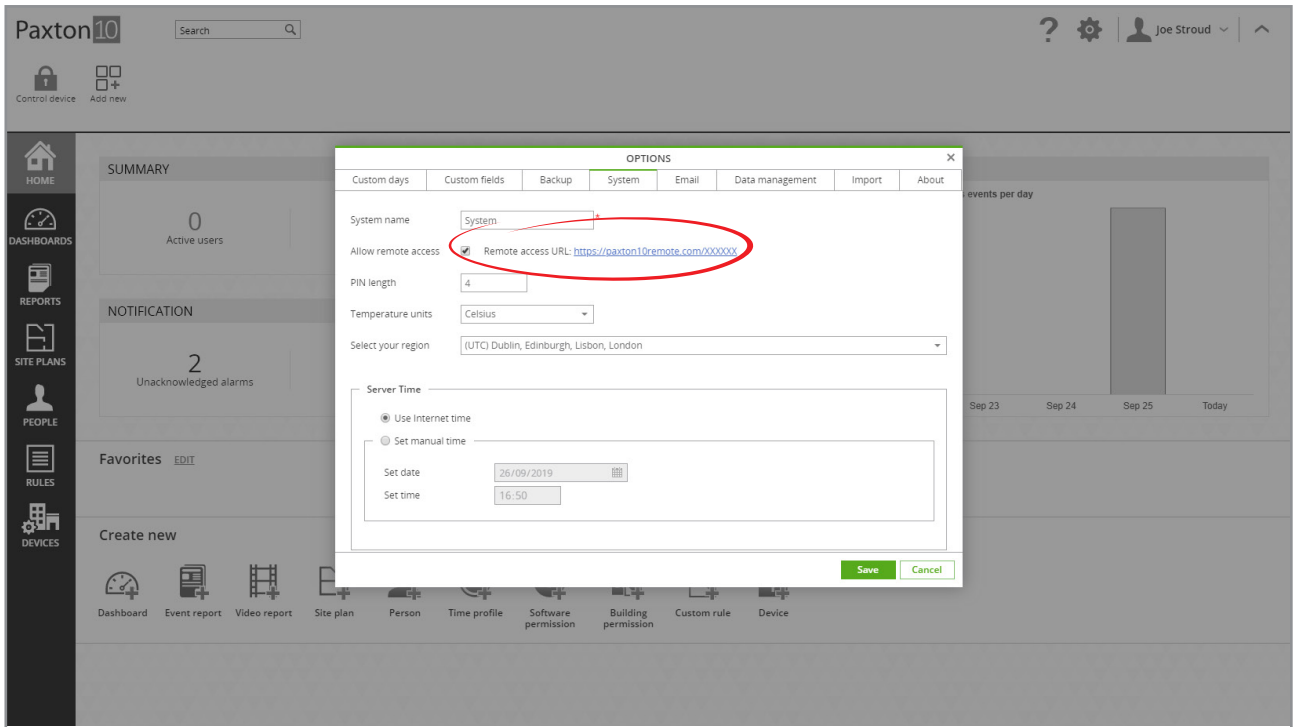 Paxton10
Search
Joe Stroud
Control device
Add new
HOME
DASHBOARDS
REPORTS
SITE PLANS
PEOPLE
RULES
DEVICES
SUMMARY
0
Active users
NOTIFICATION
2
Unacknowledged alarms
events per day
Sep 23 Sep 24 Sep 25 Today
OPTIONS
Custom days Custom fields Backup System Email Data management Import About
System name System *
Allow remote access Remote access URL: https://paxton10remote.com/XXXXXX
PIN length 4
Temperature units Celsius
Select your region (UTC) Dublin, Edinburgh, Lisbon, London
Server Time
Use Internet time
Set manual time
Set date 26/09/2019
Set time 16:50
Save Cancel
Favorites EDIT
Create new
Dashboard Event report Video report Site plan Person Time profile Software permission Building permission Custom rule Device